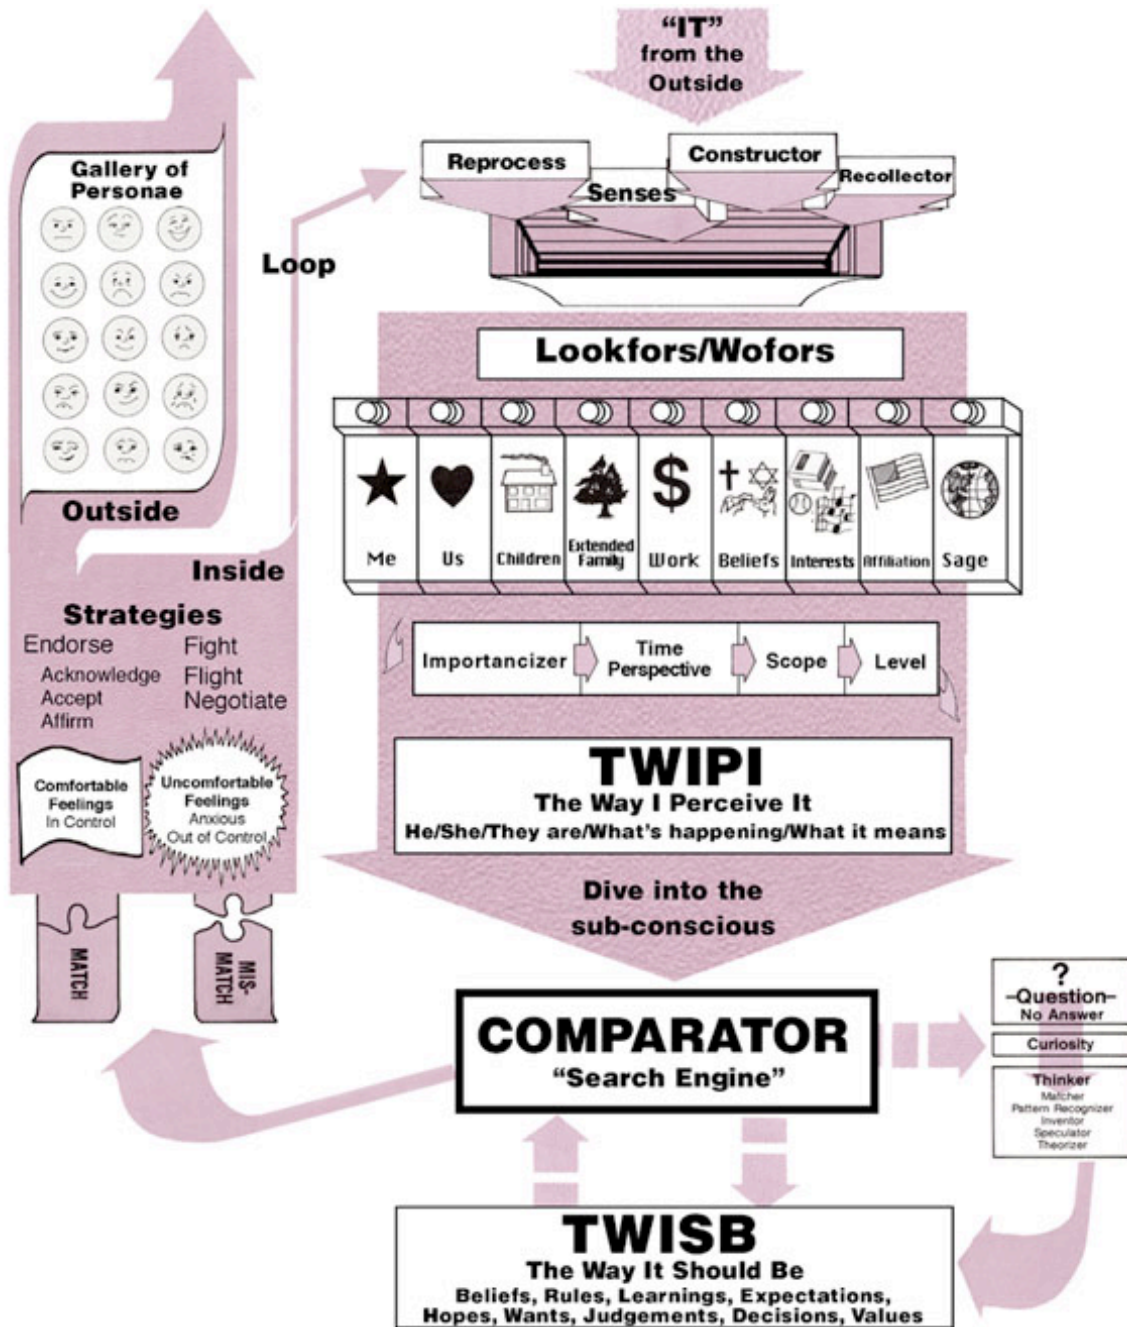 “IT”
from the
Outside
Reprocess
Senses
Constructor
Recollector
Loop
Lookfors/Wofors
Me
Us
Children
Extended
Family
Work
Beliefs
Interests
Affiliation
Sage
Importancizer
Time
Perspective
Scope
Level
TWIPI
The Way I Perceive It
He/She/They are/What’s happening/What it means
Dive into the
sub-conscious
COMPARATOR
“Search Engine”
?
–Question–
No Answer
Curiosity
Thinker
Matcher
Pattern Recognizer
Inventor
Speculator
Theorizer
TWISB
The Way It Should Be
Beliefs, Rules, Learnings, Expectations,
Hopes, Wants, Judgements, Decisions, Values
MATCH
MIS-
MATCH
Comfortable
Feelings
In Control
Uncomfortable
Feelings
Anxious
Out of Control
Strategies
Endorse
Acknowledge
Accept
Affirm
Fight
Flight
Negotiate
Inside
Outside
Gallery of
Personae